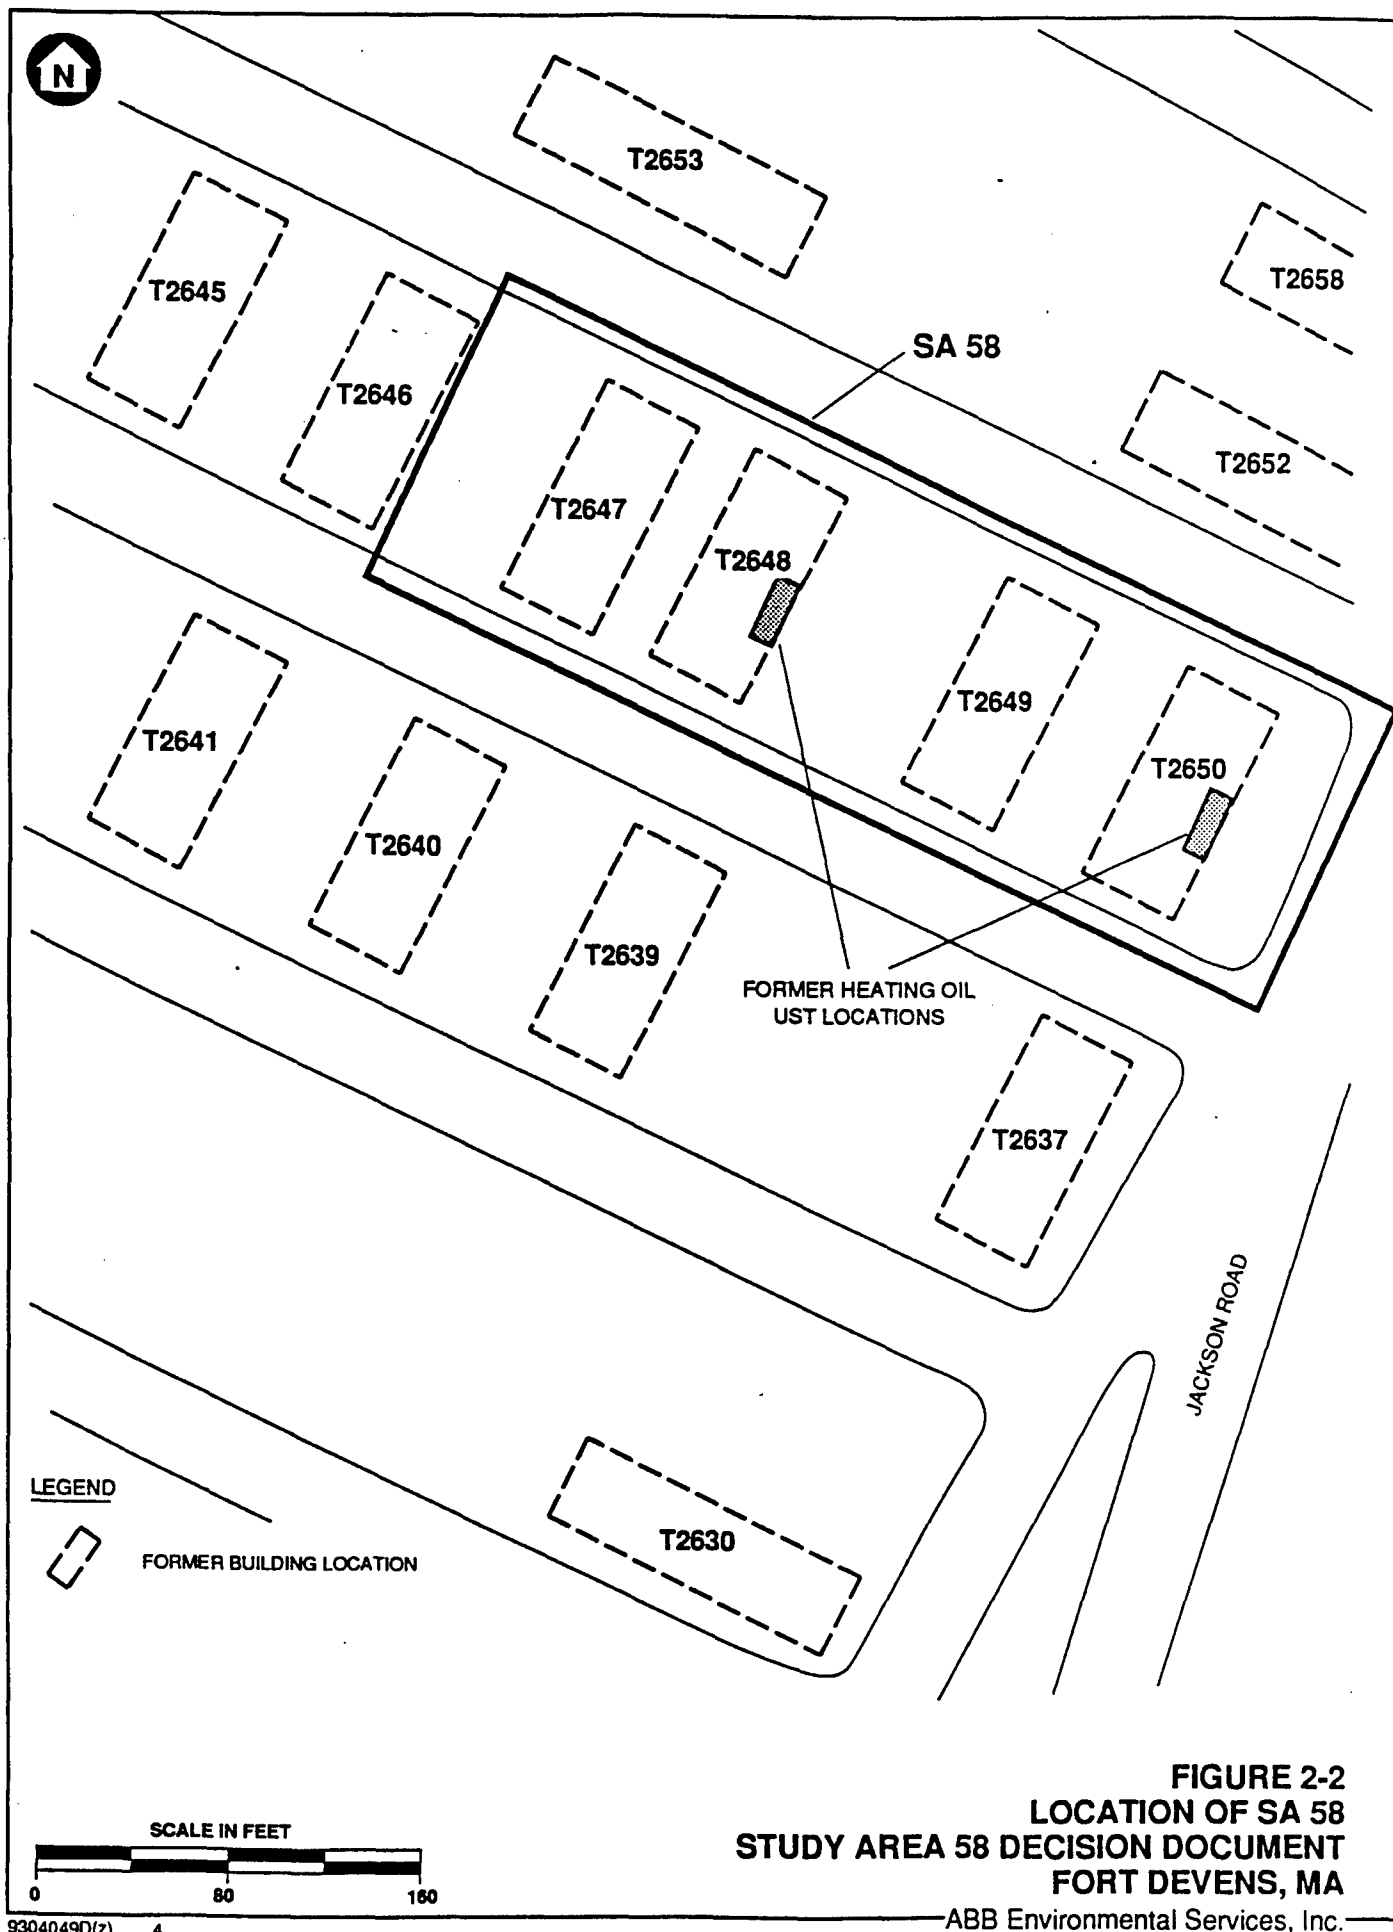 N
T2653
T2658
T2645
SA 58
T2646
T2652
T2647
T2648
T2649
T2650
T2641
T2640
T2639
FORMER HEATING OIL
UST LOCATIONS
T2637
JACKSON ROAD
LEGEND
FORMER BUILDING LOCATION
T2630
SCALE IN FEET
0 80 160
FIGURE 2-2
LOCATION OF SA 58
STUDY AREA 58 DECISION DOCUMENT
FORT DEVENS, MA
ABB Environmental Services, Inc.
9304049D(z) 4